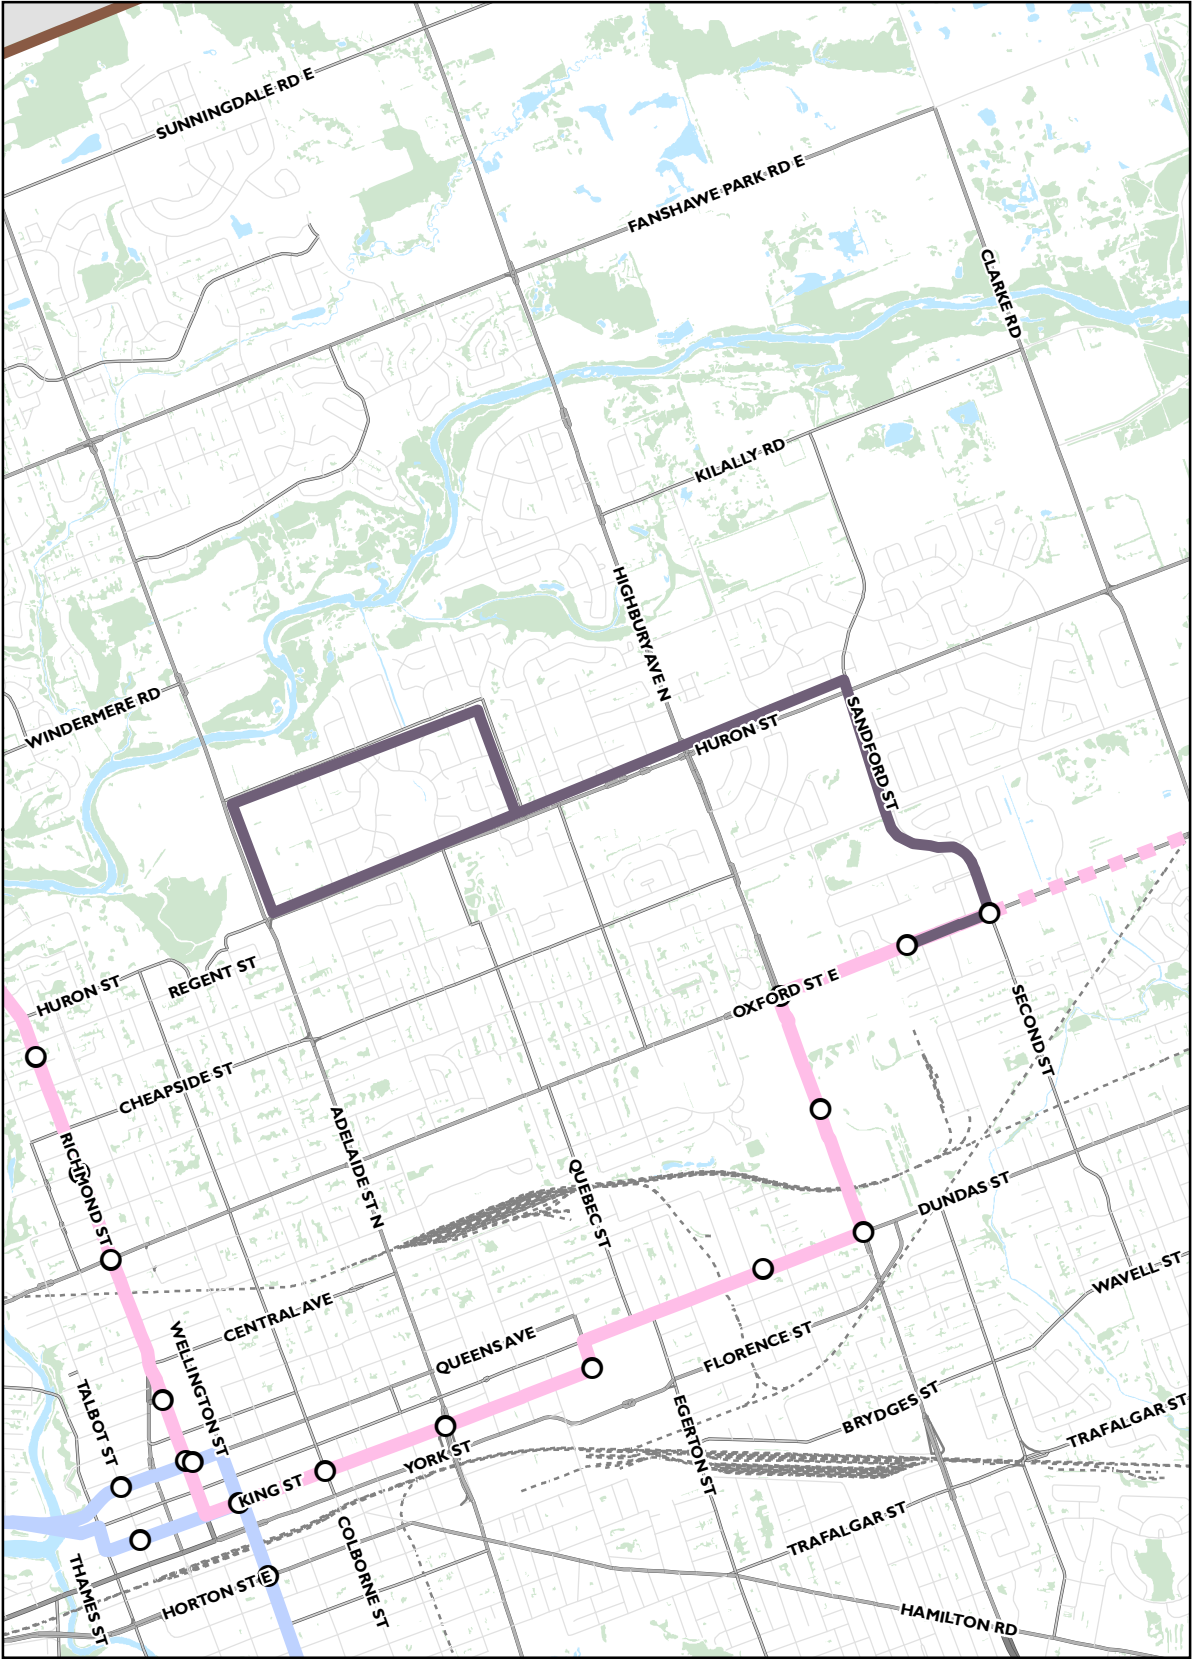 SUNNINGDALE RD E
FANSHAWE PARK RD E
CLARKE RD
KILALLY RD
HIGHBURY AVE N
WINDERMERE RD
HURON ST
SANDFORD ST
HURON ST
REGENT ST
OXFORD ST E
SECOND ST
CHEAPSIDE ST
RICHMOND ST
ADELAIDE ST N
QUEBEC ST
DUNDAS ST
WAVELL ST
CENTRAL AVE
WELLINGTON ST
QUEENS AVE
FLORENCE ST
TALBOT ST
EGERTON ST
BRYDGES ST
TRAFALGAR ST
YORK ST
KING ST
TRAFALGAR ST
COLBORNE ST
THAMES ST
HORTON ST E
HAMILTON RD